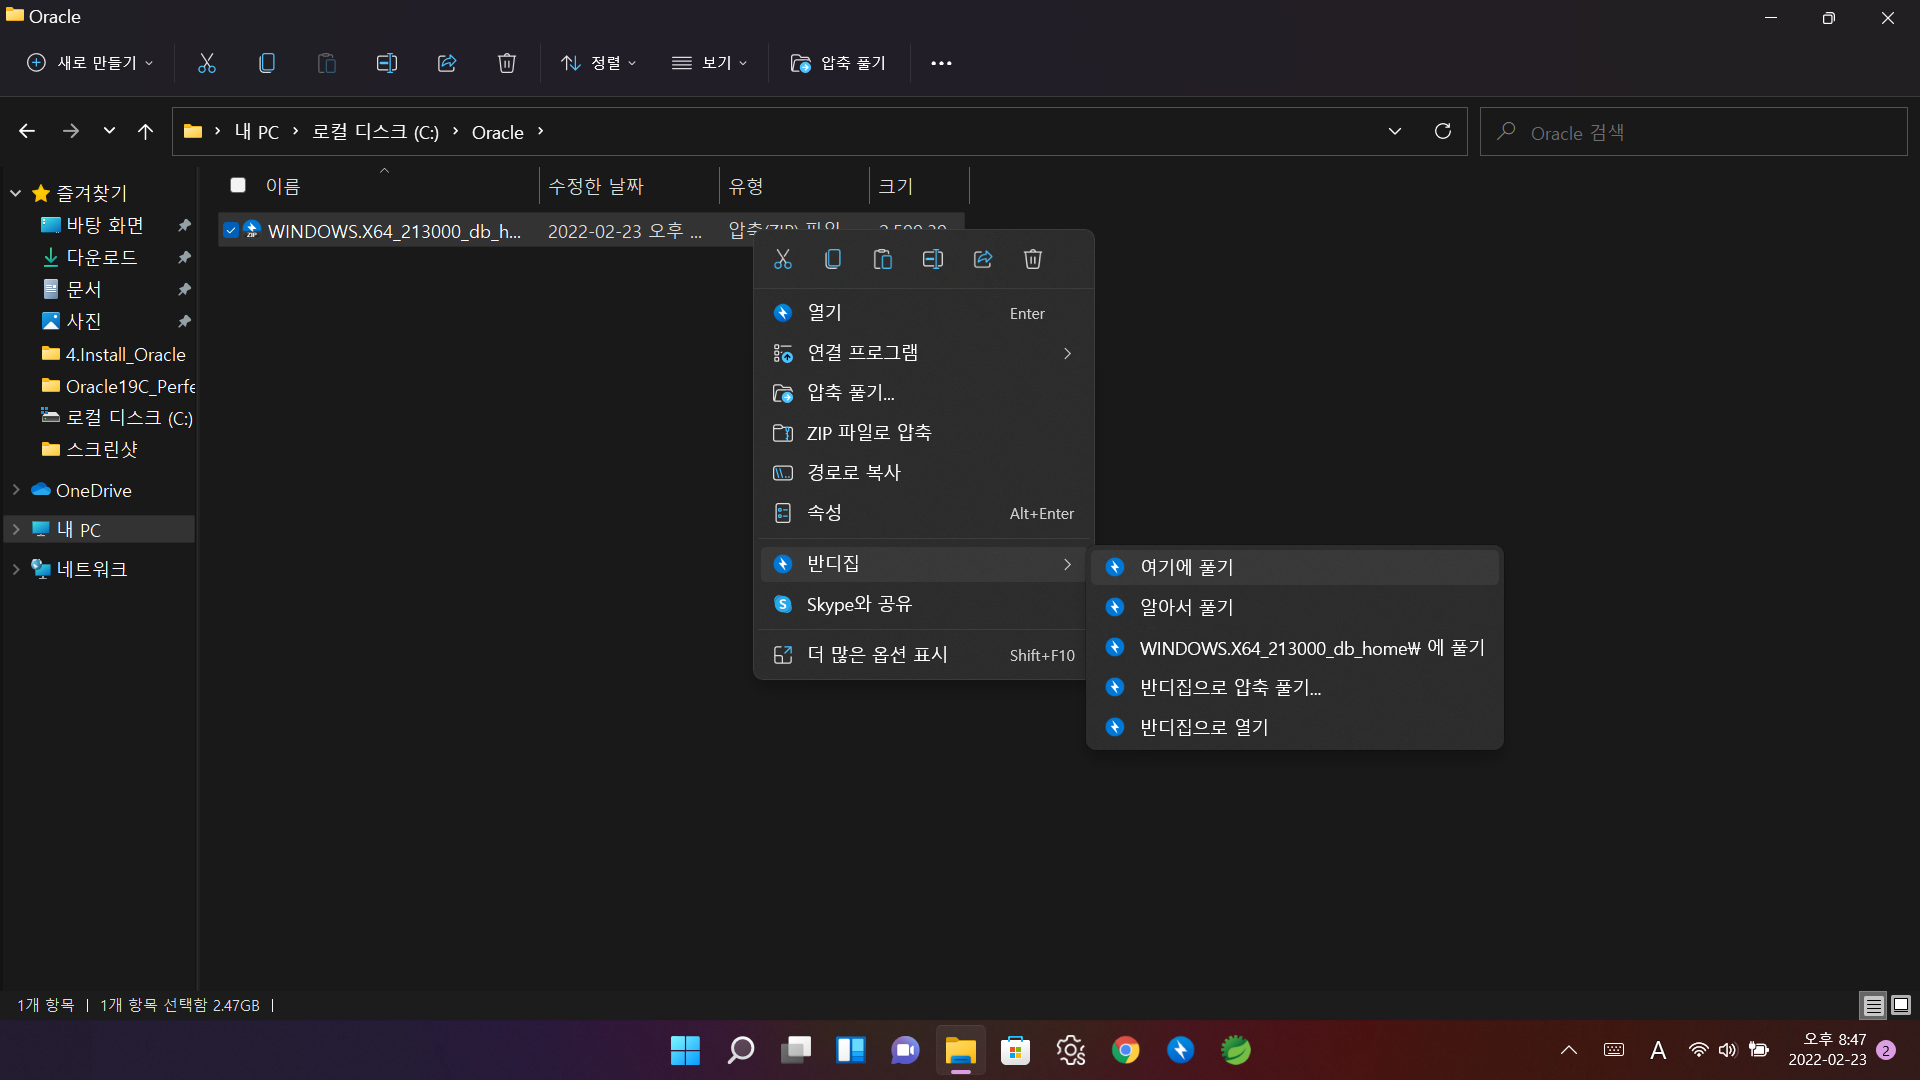 Oracle
새로 만들기
정렬
보기
압축 풀기
내 PC
로컬 디스크 (C:)
Oracle
Oracle 검색
이름
수정한 날짜
유형
크기
WINDOWS.X64_213000_db_h...
2022-02-23 오후 ...
압축(ZIP) 파일
즐겨찾기
바탕 화면
다운로드
문서
사진
4.Install_Oracle
Oracle19C_Perfe
로컬 디스크 (C:)
스크린샷
OneDrive
내 PC
네트워크
열기
Enter
연결 프로그램
압축 풀기...
ZIP 파일로 압축
경로로 복사
속성
Alt+Enter
반디집
Skype와 공유
더 많은 옵션 표시
Shift+F10
여기에 풀기
알아서 풀기
WINDOWS.X64_213000_db_home₩ 에 풀기
반디집으로 압축 풀기...
반디집으로 열기
1개 항목
1개 항목 선택함 2.47GB
A
오후 8:47
2022-02-23
2